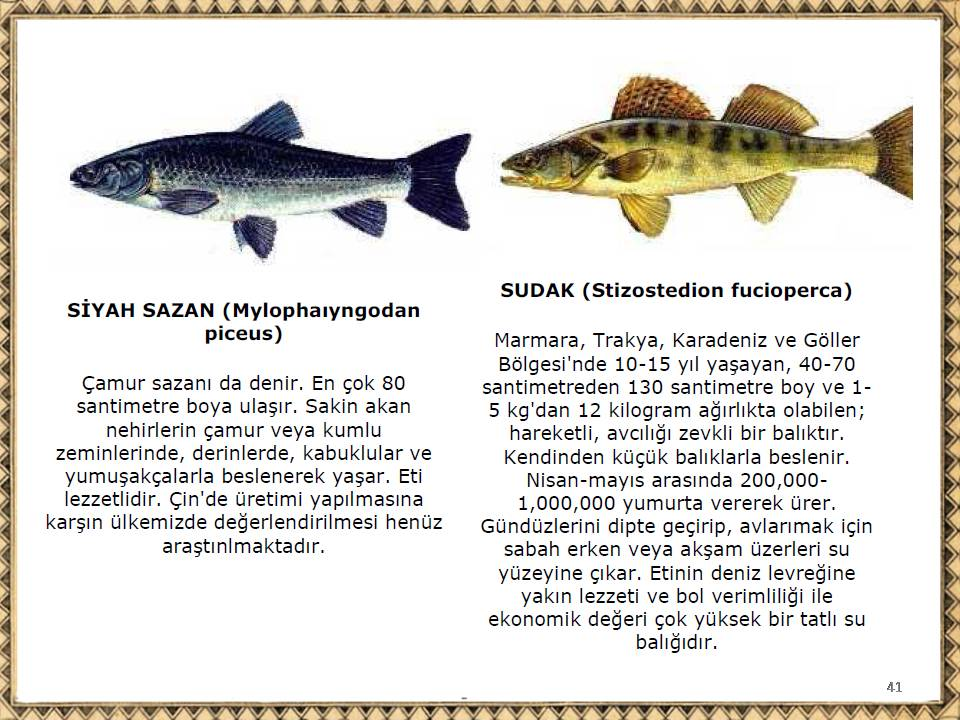 SİYAH SAZAN (Mylophaıyngodan
piceus)
Çamur sazanı da denir. En çok 80
santimetre boya ulaşır. Sakin akan
nehirlerin çamur veya kumlu
zeminlerinde, derinlerde, kabuklular ve
yumuşakçalarla beslenerek yaşar. Eti
lezzetlidir. Çin'de üretimi yapılmasına
karşın ülkemizde değerlendirilmesi henüz
araştınlmaktadır.
SUDAK (Stizostedion fucioperca)
Marmara, Trakya, Karadeniz ve Göller
Bölgesi'nde 10-15 yıl yaşayan, 40-70
santimetreden 130 santimetre boy ve 1-
5 kg'dan 12 kilogram ağırlıkta olabilen;
hareketli, avcılığı zevkli bir balıktır.
Kendinden küçük balıklarla beslenir.
Nisan-mayıs arasında 200,000-
1,000,000 yumurta vererek ürer.
Gündüzlerini dipte geçirip, avlarımak için
sabah erken veya akşam üzerleri su
yüzeyine çıkar. Etinin deniz levreğine
yakın lezzeti ve bol verimliliği ile
ekonomik değeri çok yüksek bir tatlı su
balığıdır.
41